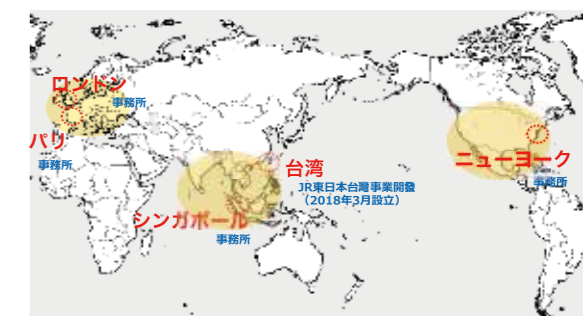 ロンドン
事務所
パリ
事務所
台湾
JR東日本台灣事業開發
（2018年3月設立）
シンガポール
事務所
ニューヨーク
事務所